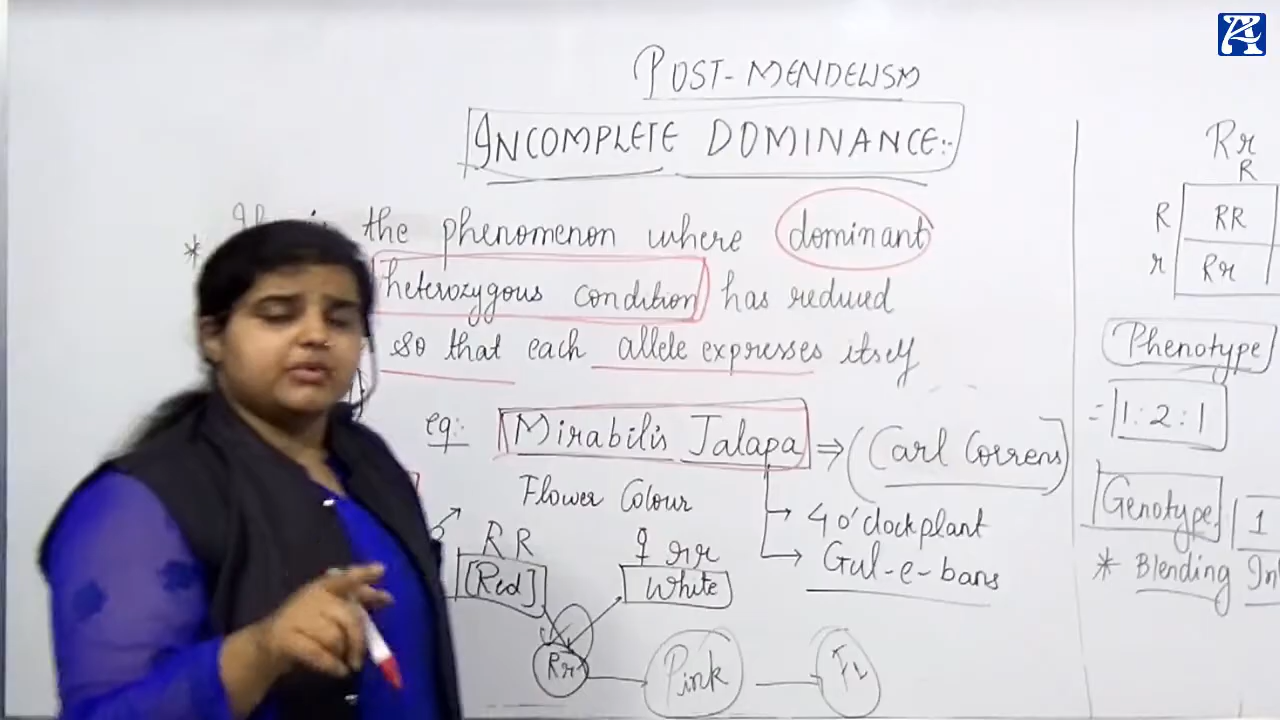 POST-MENDELISM
INCOMPLETE DOMINANCE:-
* the phenomenon where dominant
heterozygous condition has reduced
so that each allele expresses itself
eg:- Mirabilis Jalapa ⇒ (Carl Correns)
Flower Colour
4 o'clock plant
Gul-e-bans
♂ RR
[Red]
♀ rr
White
Rr
Pink
Rr
R
R RR
r Rr
Phenotype
= 1:2:1
Genotype 1
* Blending